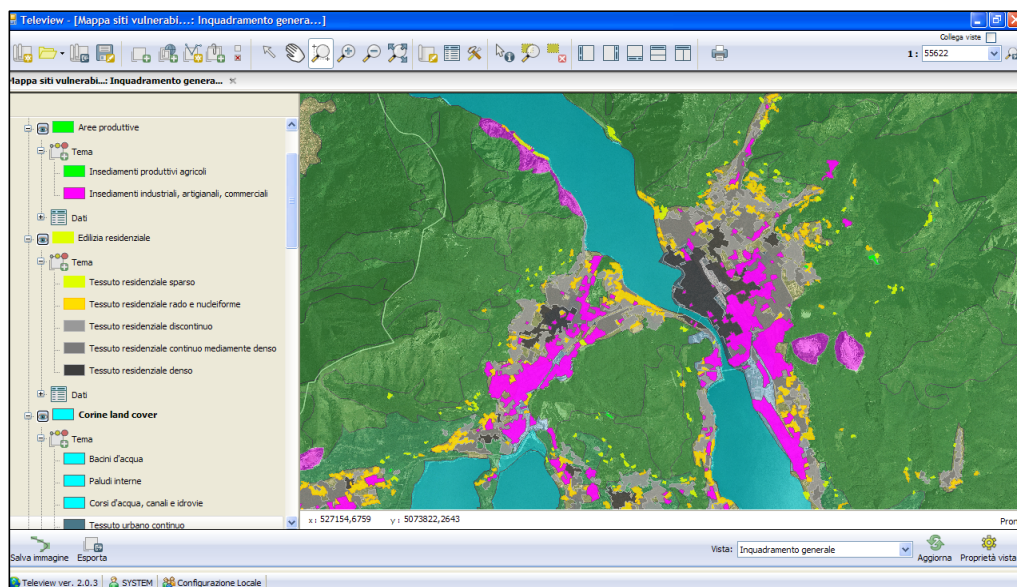 Teleview - [Mappa siti vulnerabi...: Inquadramento genera...]
Collega viste
1 : 55622
Mappa siti vulnerabi...: Inquadramento genera...
Aree produttive
Tema
Insediamenti produttivi agricoli
Insediamenti industriali, artigianali, commerciali
Dati
Edilizia residenziale
Tema
Tessuto residenziale sparso
Tessuto residenziale rado e nucleiforme
Tessuto residenziale discontinuo
Tessuto residenziale continuo mediamente denso
Tessuto residenziale denso
Dati
Corine land cover
Tema
Bacini d'acqua
Paludi interne
Corsi d'acqua, canali e idrovie
Tessuto urbano continuo
x : 527154,6759 y : 5073822,2643
Pron
Salva immagine Esporta
Vista: Inquadramento generale
Aggiorna Proprietà vista
Teleview ver. 2.0.3 SYSTEM Configurazione Locale